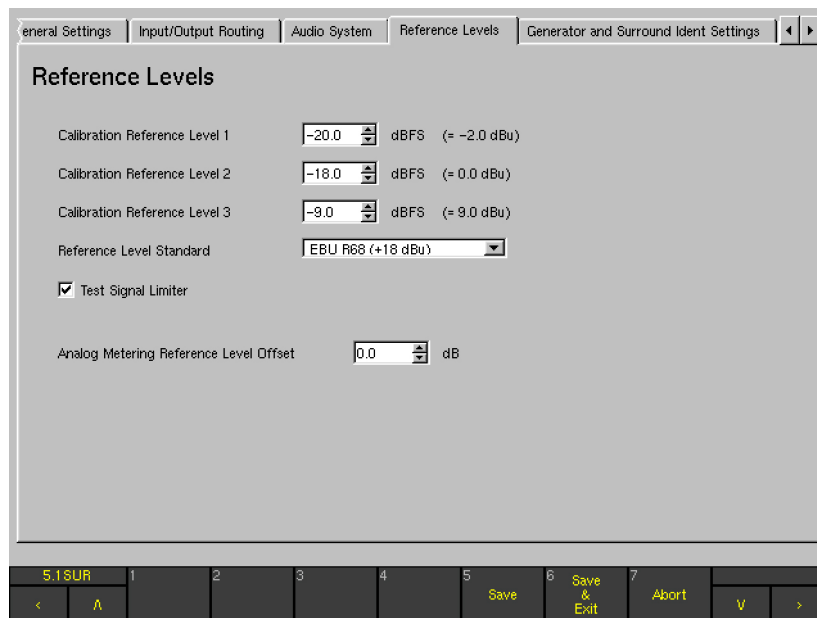 eneral Settings Input/Output Routing Audio System Reference Levels Generator and Surround Ident Settings
Reference Levels
Calibration Reference Level 1 -20.0 dBFS (= -2.0 dBu)
Calibration Reference Level 2 -18.0 dBFS (= 0.0 dBu)
Calibration Reference Level 3 -9.0 dBFS (= 9.0 dBu)
Reference Level Standard EBU R68 (+18 dBu)
Test Signal Limiter
Analog Metering Reference Level Offset 0.0 dB
5.1SUR 1 2 3 4 5 6 7
Save
Save
&
Exit
Abort
< Λ V >